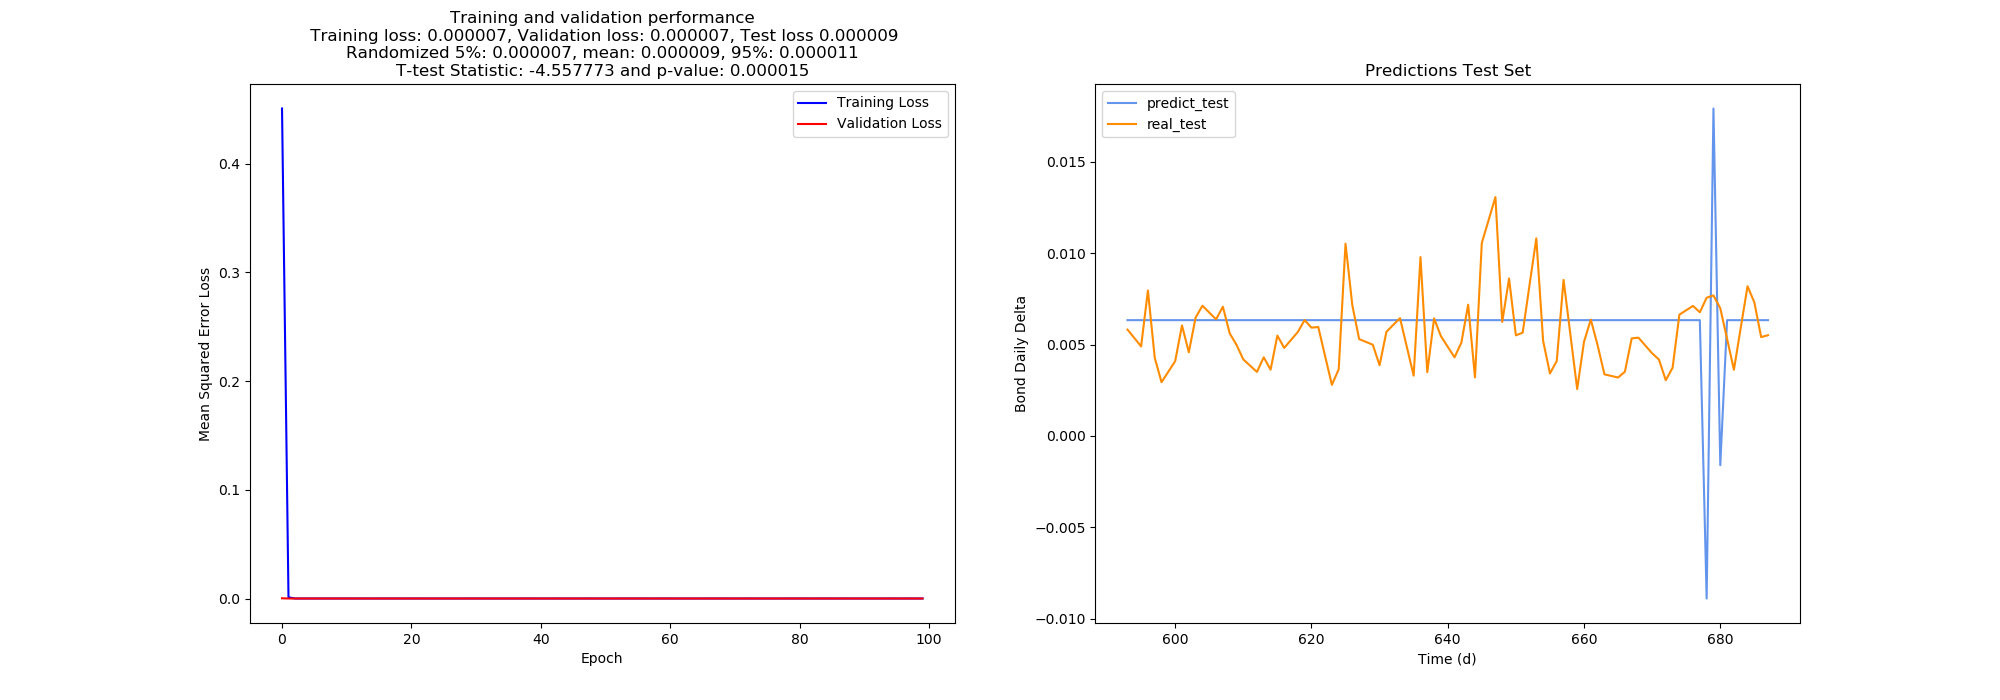 Training and validation performance
Training loss: 0.000007, Validation loss: 0.000007, Test loss 0.000009
Randomized 5%: 0.000007, mean: 0.000009, 95%: 0.000011
T-test Statistic: -4.557773 and p-value: 0.000015
Training Loss
Validation Loss
0.4
0.3
0.2
0.1
0.0
Mean Squared Error Loss
0
20
40
60
80
100
Epoch
Predictions Test Set
predict_test
real_test
0.015
0.010
0.005
0.000
−0.005
−0.010
Bond Daily Delta
600
620
640
660
680
Time (d)